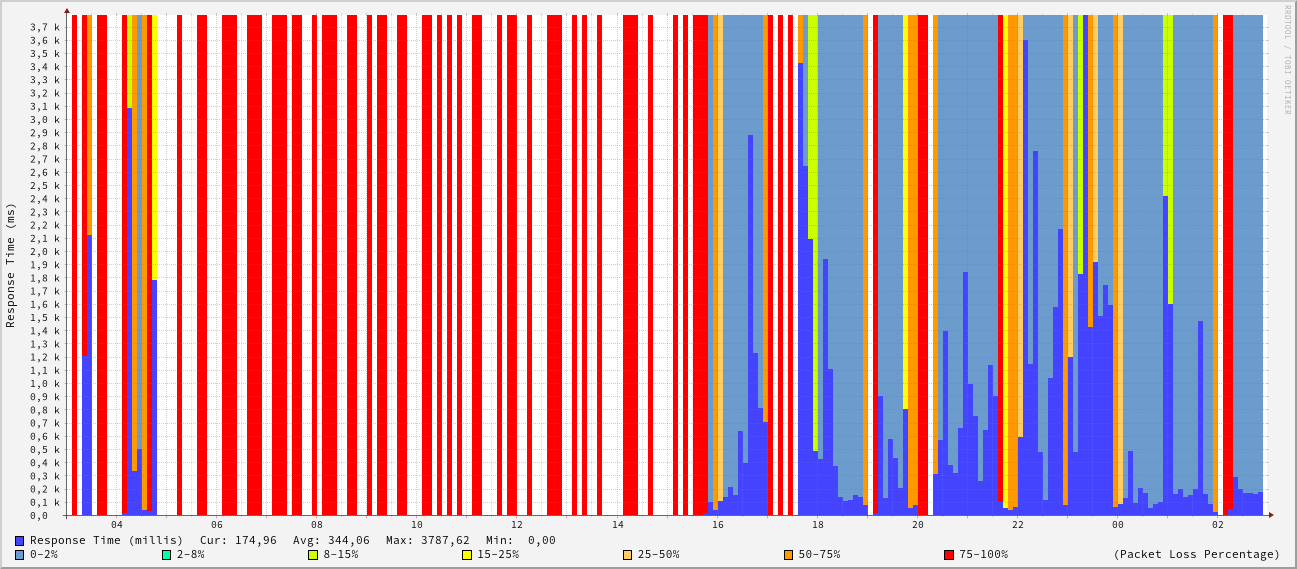 RRDTOOL / TOBI OETIKER
Response Time (ms)
3,7 k
3,6 k
3,5 k
3,4 k
3,3 k
3,2 k
3,1 k
3,0 k
2,9 k
2,8 k
2,7 k
2,6 k
2,5 k
2,4 k
2,3 k
2,2 k
2,1 k
2,0 k
1,9 k
1,8 k
1,7 k
1,6 k
1,5 k
1,4 k
1,3 k
1,2 k
1,1 k
1,0 k
0,9 k
0,8 k
0,7 k
0,6 k
0,5 k
0,4 k
0,3 k
0,2 k
0,1 k
0,0
04 06 08 10 12 14 16 18 20 22 00 02
Response Time (millis) Cur: 174,96 Avg: 344,06 Max: 3787,62 Min: 0,00
0-2% 2-8% 8-15% 15-25% 25-50% 50-75% 75-100% (Packet Loss Percentage)